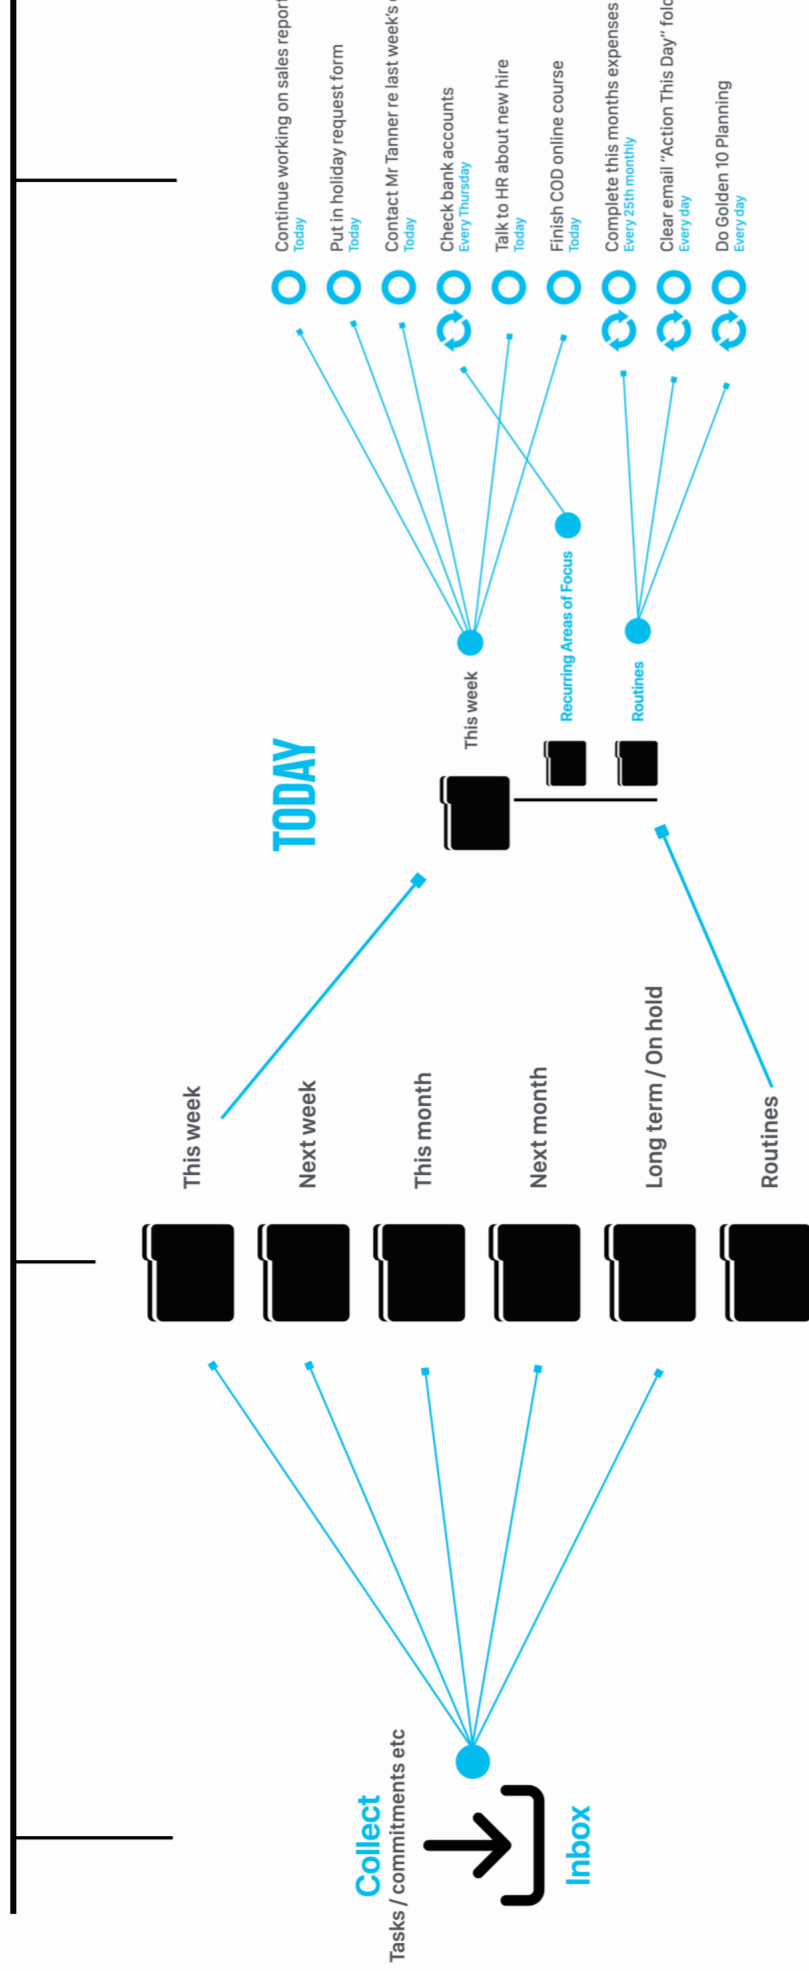 Collect
Tasks / commitments etc
Inbox
This week
Next week
This month
Next month
Long term / On hold
Routines
TODAY
This week
Recurring Areas of Focus
Routines
Continue working on sales report
Today
Put in holiday request form
Today
Contact Mr Tanner re last week's
Today
Check bank accounts
Every Thursday
Talk to HR about new hire
Today
Finish COD online course
Today
Complete this months expenses
Every 25th monthly
Clear email “Action This Day”
Every day
Do Golden 10 Planning
Every day